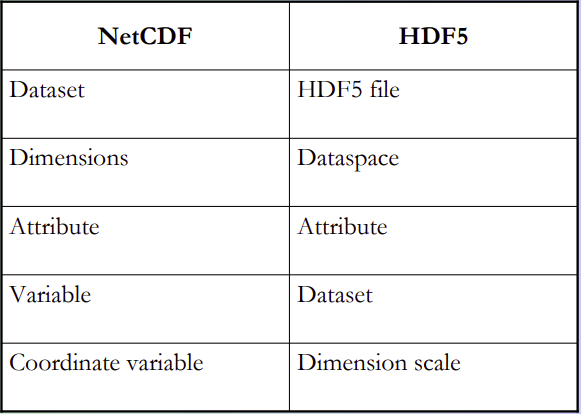 NetCDF HDF5
Dataset HDF5 file
Dimensions Dataspace
Attribute Attribute
Variable Dataset
Coordinate variable Dimension scale